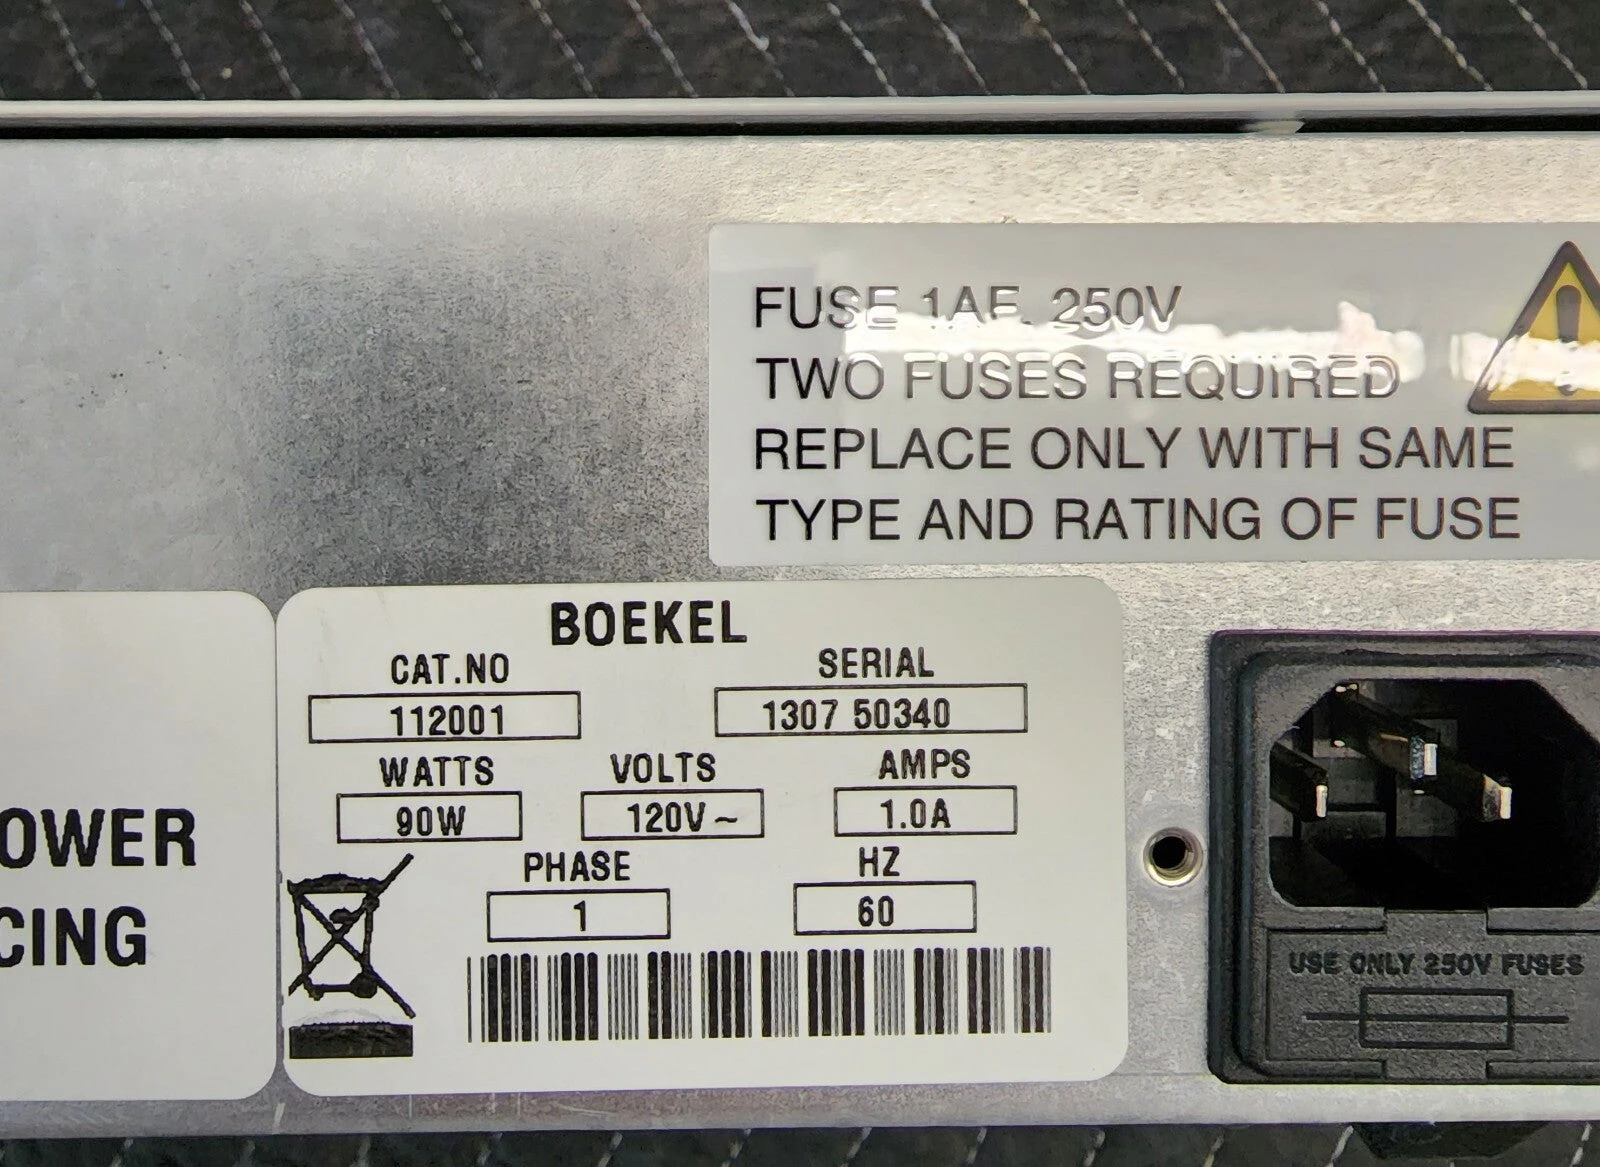 FUSE 1AF, 250V
TWO FUSES REQUIRED
REPLACE ONLY WITH SAME
TYPE AND RATING OF FUSE
OWER
CING
BOEKEL
CAT.NO SERIAL
112001 1307 50340
WATTS VOLTS AMPS
90W 120V~ 1.0A
PHASE HZ
1 60
USE ONLY 250V FUSES